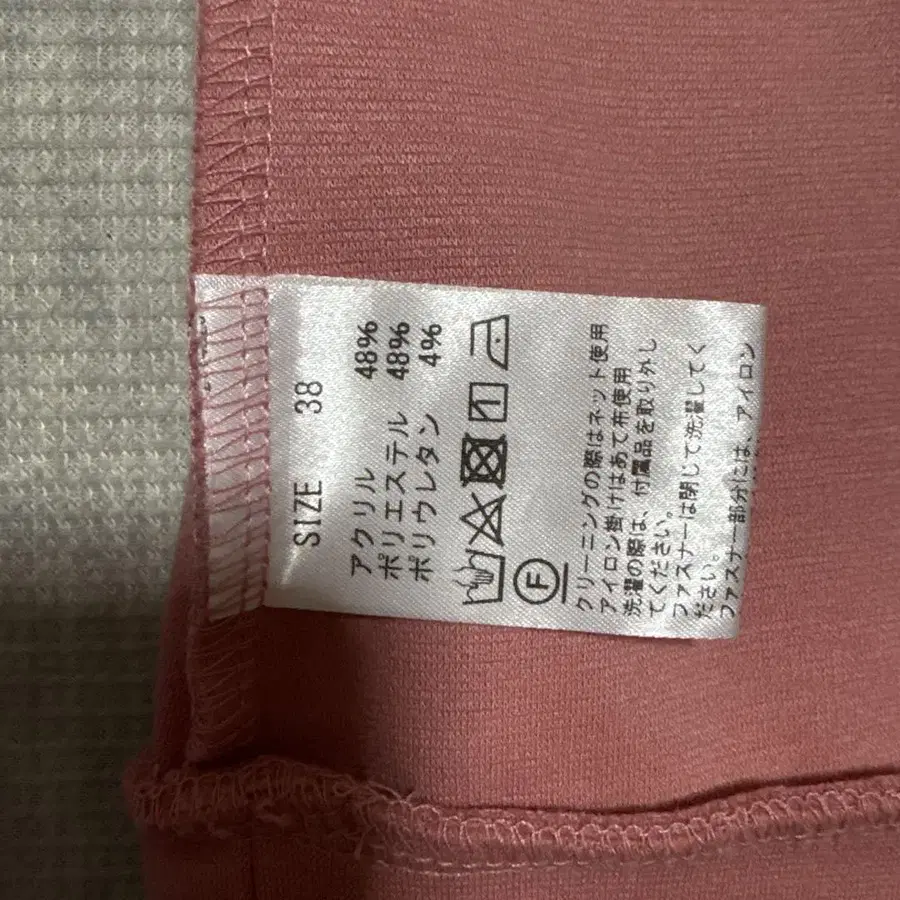 SIZE 38
アクリル 48%
ポリエステル 48%
ポリウレタン 4%
F
クリーニングの際はネット使用
アイロン掛けはあて布使用
洗濯の際は、付属品を取り外し
てください。
ファスナーは閉じて洗濯してく
ださい。
ファスナー部分には、アイロン